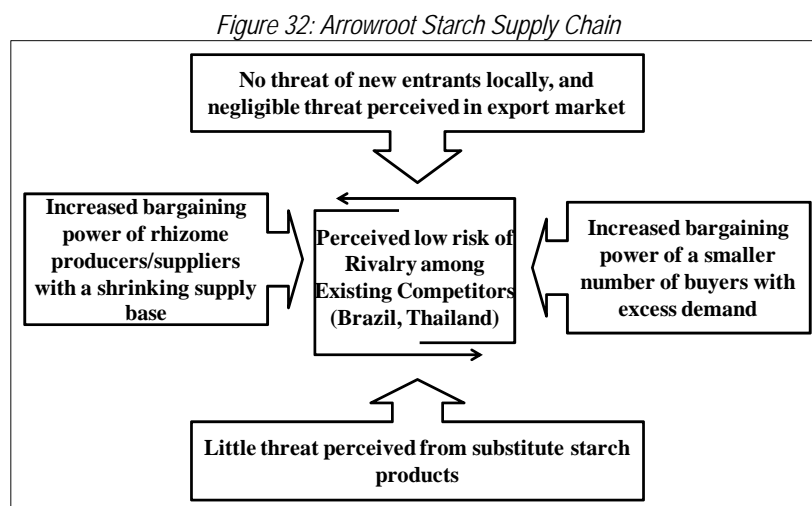 Figure 32: Arrowroot Starch Supply Chain
No threat of new entrants locally, and
negligible threat perceived in export market
Increased bargaining
power of rhizome
producers/suppliers
with a shrinking supply
base
Perceived low risk of
Rivalry among
Existing Competitors
(Brazil, Thailand)
Increased bargaining
power of a smaller
number of buyers with
excess demand
Little threat perceived from substitute starch
products